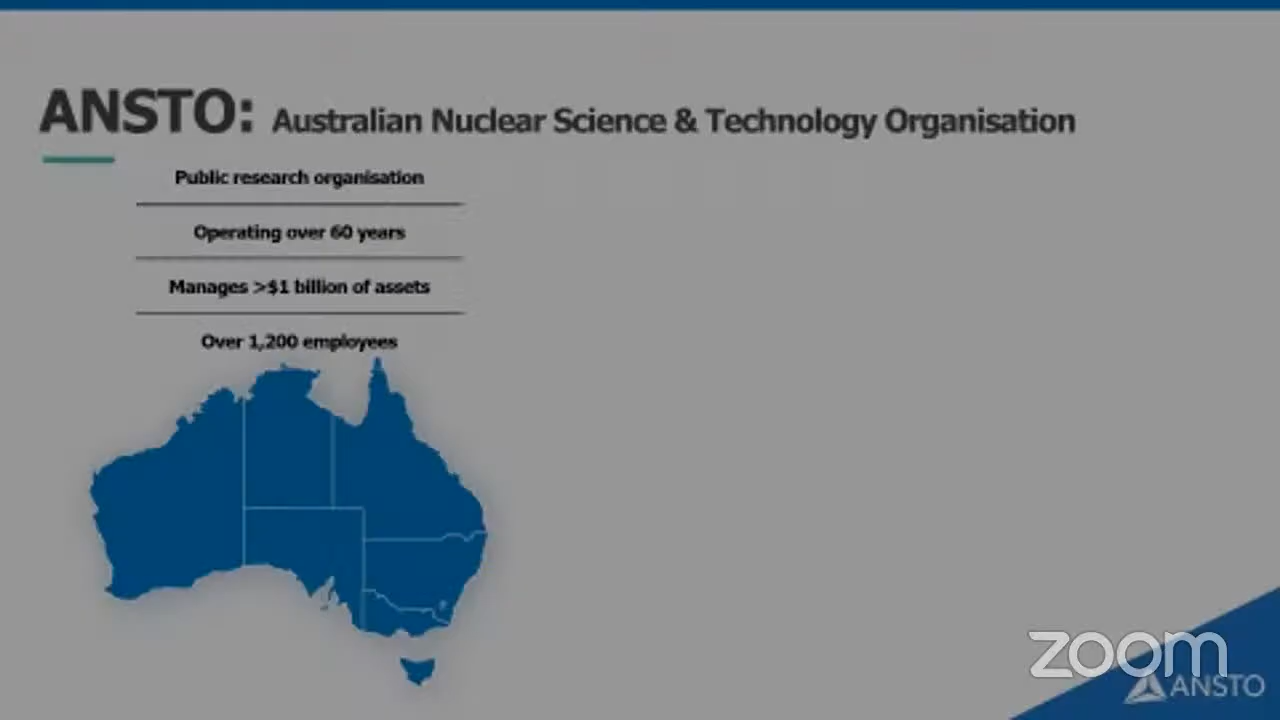 ANSTO: Australian Nuclear Science & Technology Organisation
Public research organisation
Operating over 60 years
Manages >$1 billion of assets
Over 1,200 employees
zoom
ANSTO